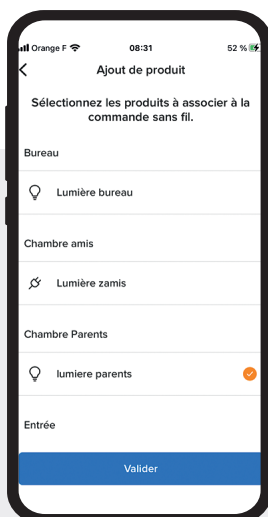 Orange F 08:31 52 %
Ajout de produit
Sélectionnez les produits à associer à la
commande sans fil.
Bureau
Lumière bureau
Chambre amis
Lumière zamis
Chambre Parents
lumiere parents
Entrée
Valider